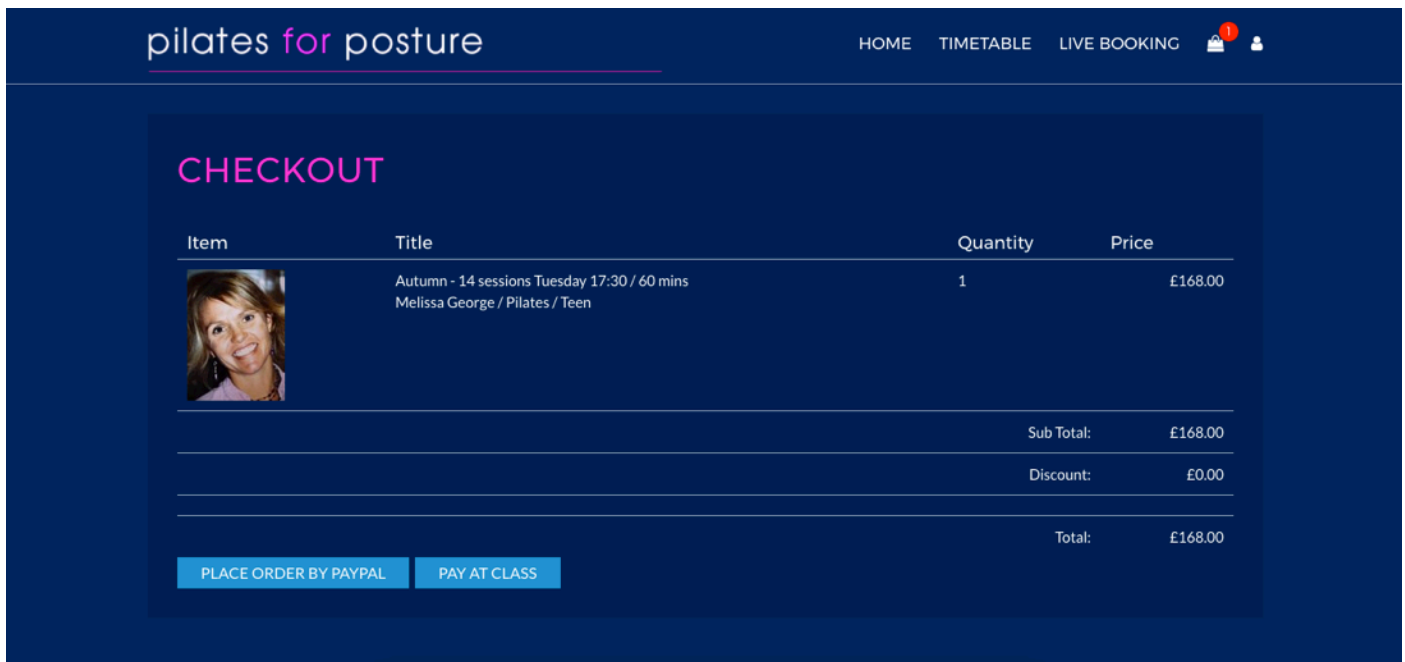 pilates for posture
HOME TIMETABLE LIVE BOOKING 1
CHECKOUT
Item Title Quantity Price
Autumn - 14 sessions Tuesday 17:30 / 60 mins 1 £168.00
Melissa George / Pilates / Teen
Sub Total: £168.00
Discount: £0.00
Total: £168.00
PLACE ORDER BY PAYPAL PAY AT CLASS